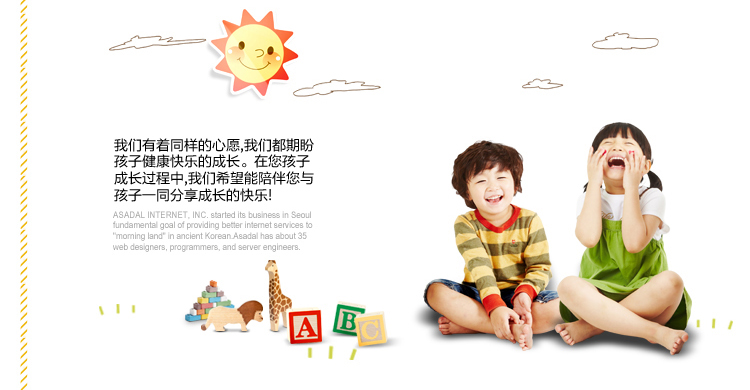 我们有着同样的心愿,我们都期盼
孩子健康快乐的成长。在您孩子
成长过程中,我们希望能陪伴您与
孩子一同分享成长的快乐!
ASADAL INTERNET, INC. started its business in Seoul
fundamental goal of providing better internet services to
"morning land" in ancient Korean.Asadal has about 35
web designers, programmers, and server engineers.
A
B
C